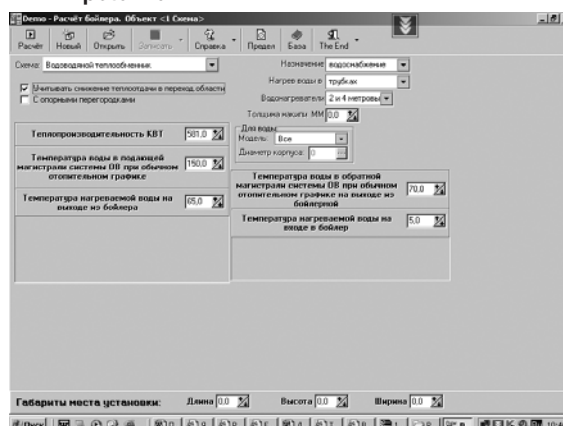 Demo - Расчёт бойлера. Объект <1 Схема>
Расчёт Новый Открыть Записать Справка Предел База The End
Схема: Водоводяной теплообменник.
Назначение водоснабжение
Нагрев воды в трубках
Учитывать снижение теплоотдачи в переход. области
С опорными перегородками
Водонагреватели 2 и 4 метровы
Толщина накипи ММ 0,0
Для воды
Модель: Все
Диаметр корпуса: 0
Теплопроизводительность КВТ 581,0
Температура воды в подающей магистрали системы ОВ при обычном отопительном графике 150,0
Температура воды в обратной магистрали системы ОВ при обычном отопительном графике на выходе из бойлерной 70,0
Температура нагреваемой воды на выходе из бойлера 65,0
Температура нагреваемой воды на входе в бойлер 5,0
Габариты места установки: Длина 0.0 Высота 0.0 Ширина 0.0
Пуск